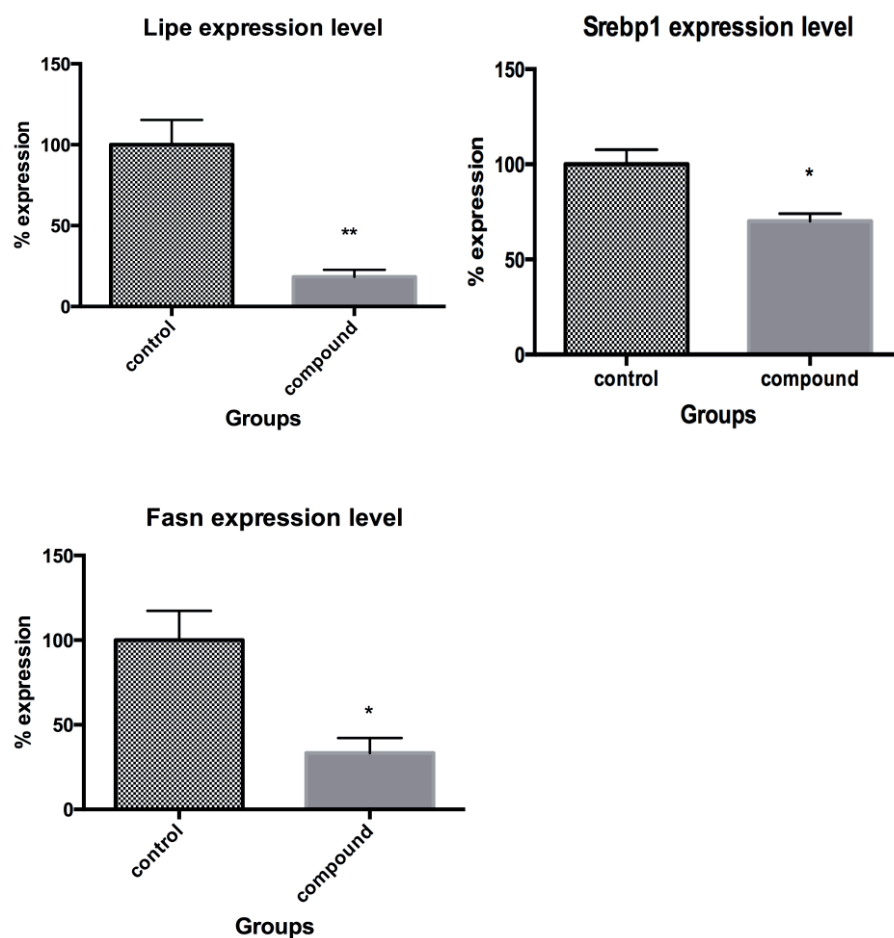 Lipe expression level
150
100
50
0
% expression
**
control
compound
Groups
Srebp1 expression level
150
100
50
0
% expression
*
control
compound
Groups
Fasn expression level
150
100
50
0
% expression
*
control
compound
Groups